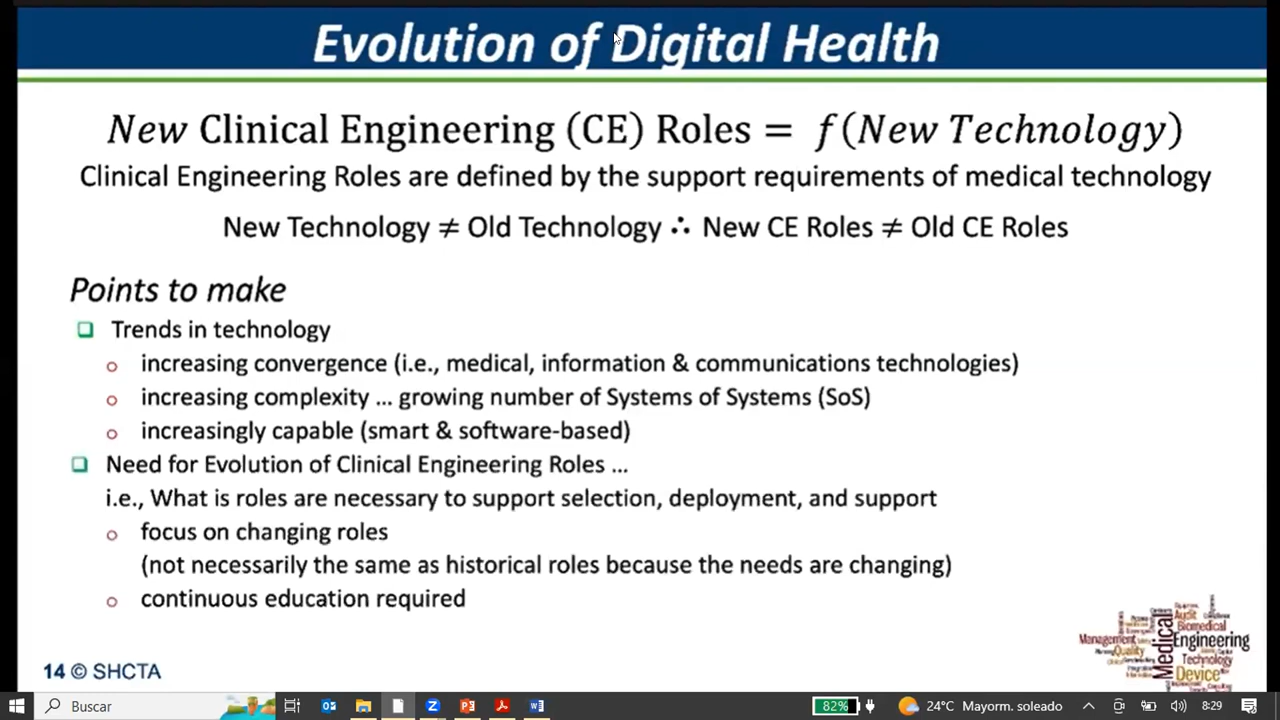 Evolution of Digital Health
New Clinical Engineering (CE) Roles = f(New Technology)
Clinical Engineering Roles are defined by the support requirements of medical technology
New Technology ≠ Old Technology ∴ New CE Roles ≠ Old CE Roles
Points to make
Trends in technology
increasing convergence (i.e., medical, information & communications technologies)
increasing complexity ... growing number of Systems of Systems (SoS)
increasingly capable (smart & software-based)
Need for Evolution of Clinical Engineering Roles ...
i.e., What is roles are necessary to support selection, deployment, and support
focus on changing roles
(not necessarily the same as historical roles because the needs are changing)
continuous education required
Audit
Biomedical
Management
Medical
Engineering
Quality
Technology
Device
14 © SHCTA
Buscar
82%
24°C Mayorm. soleado
8:29